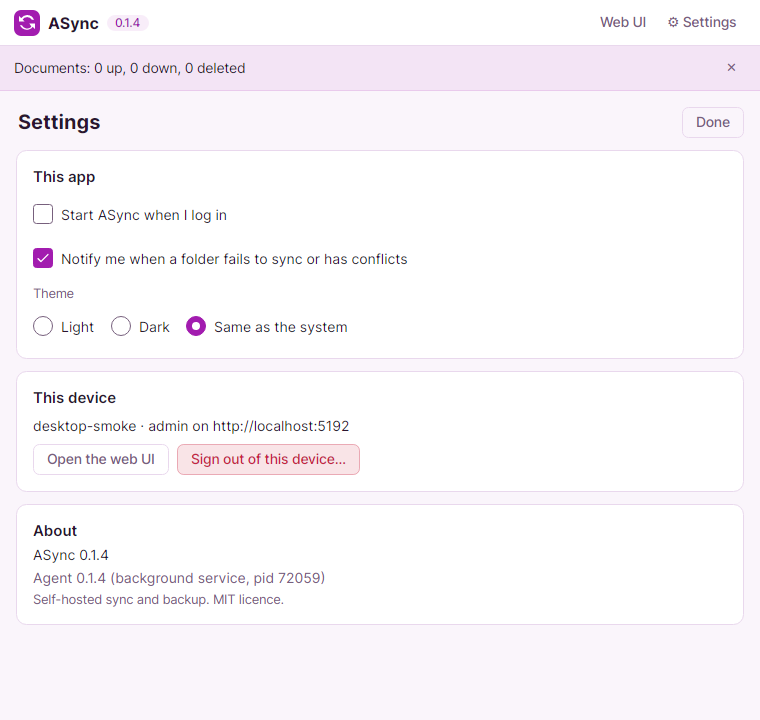 ASync 0.1.4 Web UI ⚙ Settings
Documents: 0 up, 0 down, 0 deleted ×
Settings Done
This app
Start ASync when I log in
Notify me when a folder fails to sync or has conflicts
Theme
Light Dark Same as the system
This device
desktop-smoke · admin on http://localhost:5192
Open the web UI Sign out of this device...
About
ASync 0.1.4
Agent 0.1.4 (background service, pid 72059)
Self-hosted sync and backup. MIT licence.